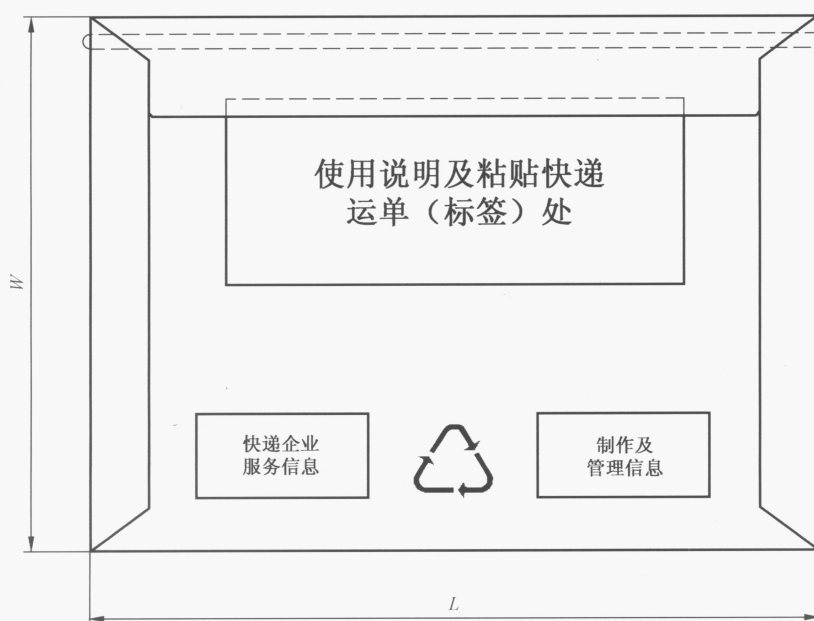 使用说明及粘贴快递
运单（标签）处
W
快递企业
服务信息
制作及
管理信息
L